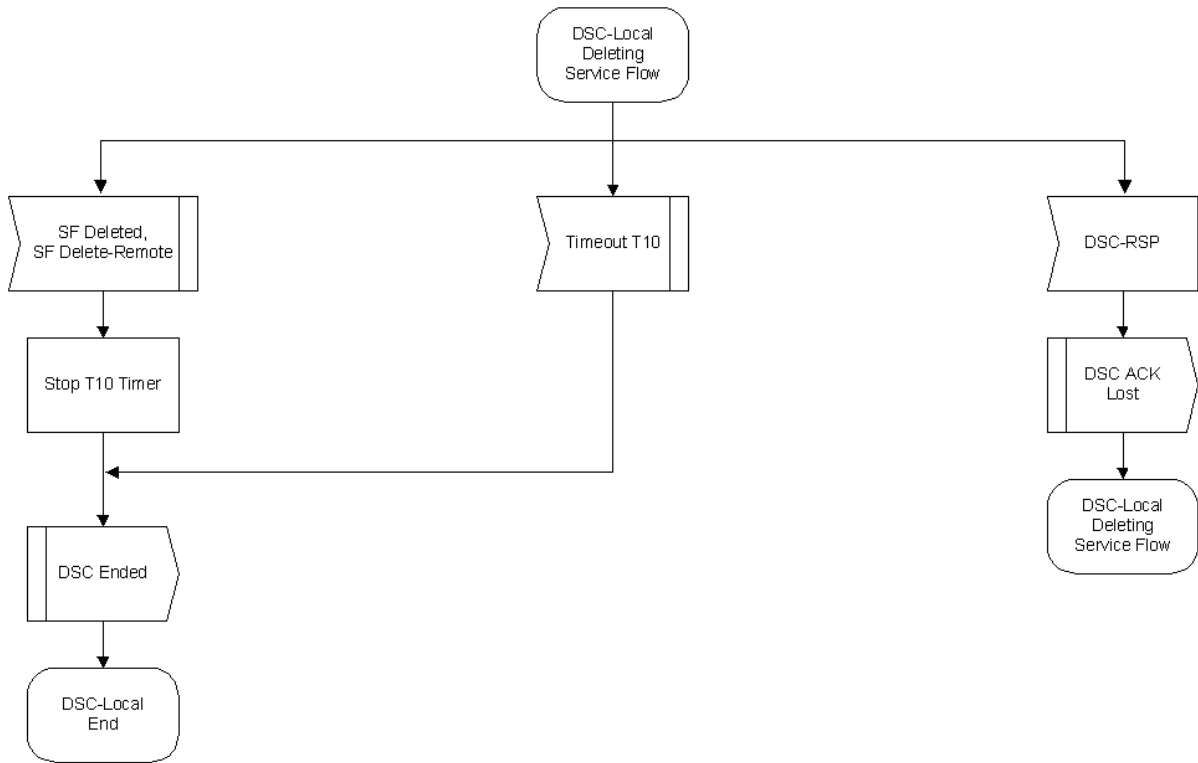 DSC-Local
Deleting
Service Flow
SF Deleted,
SF Delete-Remote
Timeout T10
DSC-RSP
Stop T10 Timer
DSC ACK
Lost
DSC Ended
DSC-Local
Deleting
Service Flow
DSC-Local
End